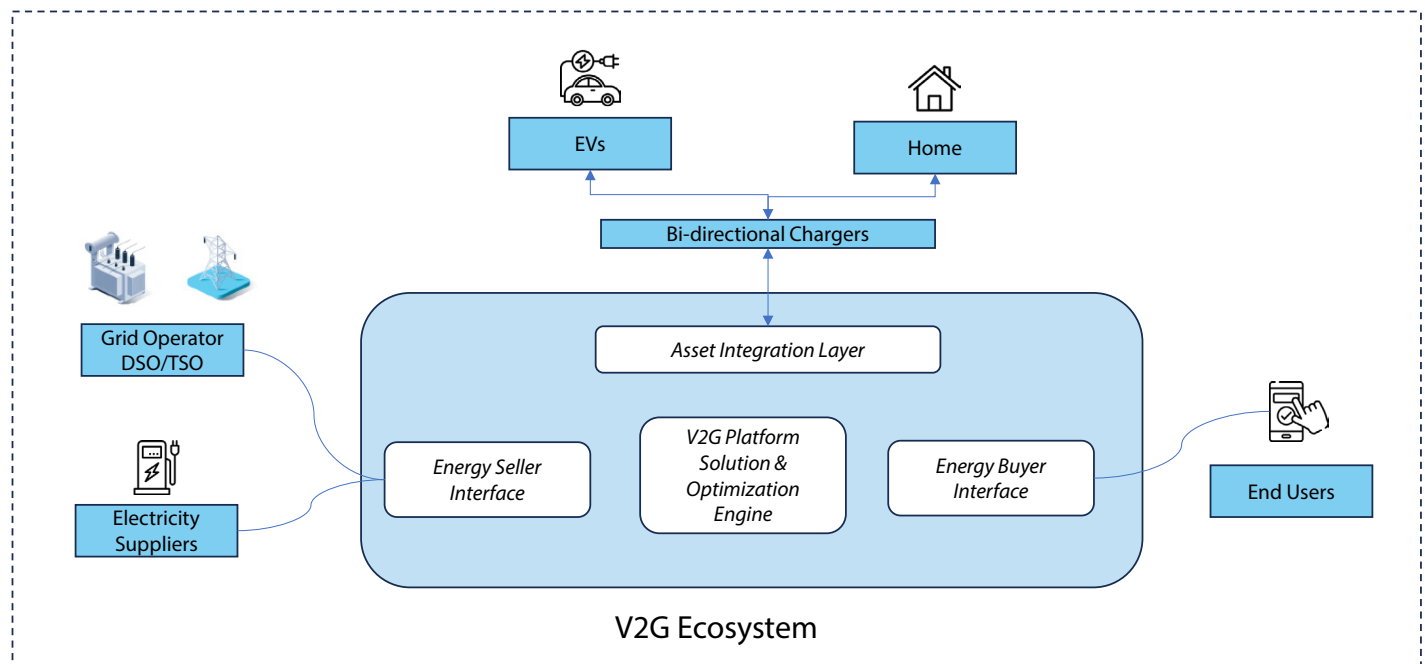 EVs
Home
Bi-directional Chargers
Grid Operator
DSO/TSO
Asset Integration Layer
Energy Seller
Interface
V2G Platform
Solution &
Optimization
Engine
Energy Buyer
Interface
Electricity
Suppliers
End Users
V2G Ecosystem